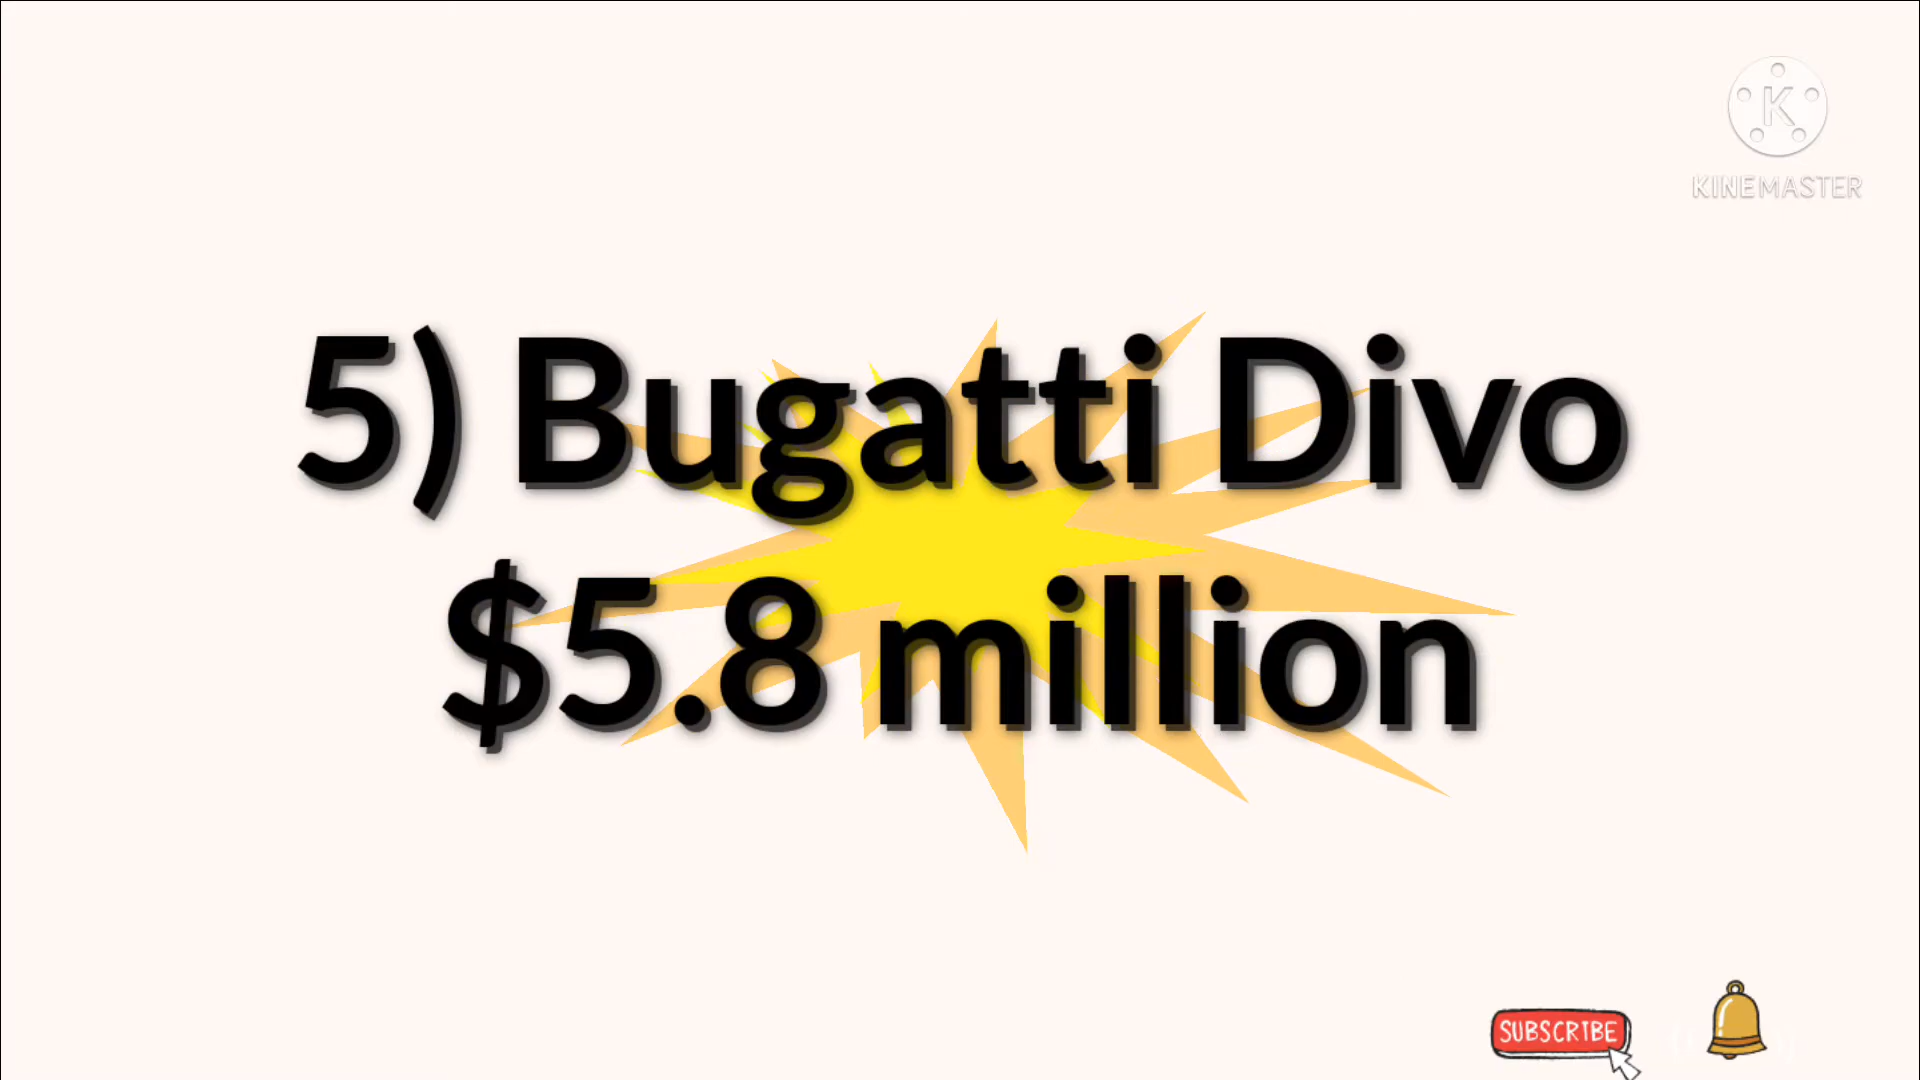 K
KINEMASTER
5) Bugatti Divo
$5.8 million
SUBSCRIBE